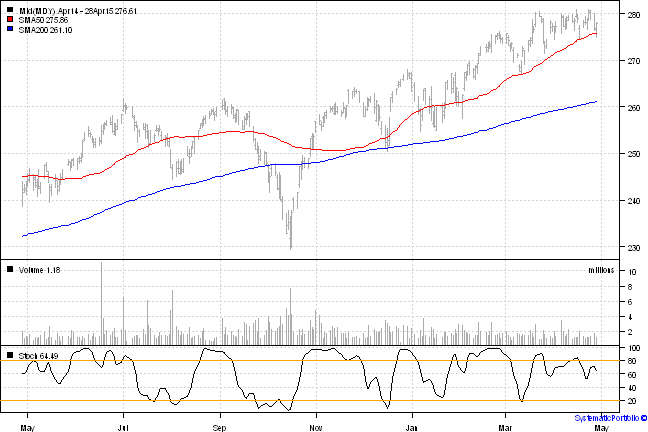 Mid(MDY) Apr14 - 28Apr15 276.61
SMA50 275.86
SMA200 261.10
280
270
260
250
240
230
Volume 1.18
millions
10
8
6
4
2
Stoch 64.49
100
80
60
40
20
May
Jul
Sep
Nov
Jan
Mar
May
SystematicPortfolio ©